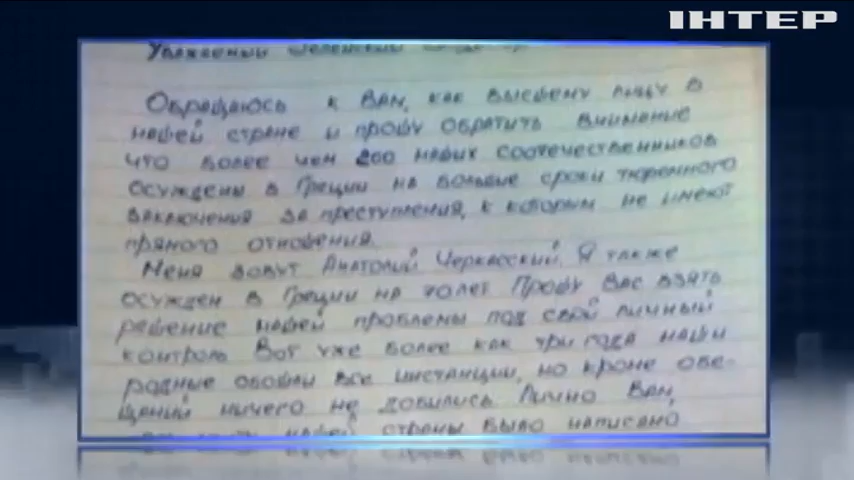 ІНТЕР
Уважаемый
Обращаюсь к Вам, как высшему лицу в
нашей стране и прошу обратить внимание
что более чем 200 наших соотечественников
осуждены в Греции на большие сроки тюремного
заключения за преступления, к которым не имеют
прямого отношения.
Меня зовут Анатолий Черкасский. Я также
осужден в Греции на лет Прошу Вас взять
решение нашей проблемы под свой личный
контроль Вот уже более как три года наши
родные обошли все инстанции, но кроме обе-
щаний ничего не добились Лично Вам,
нашей страны было написано